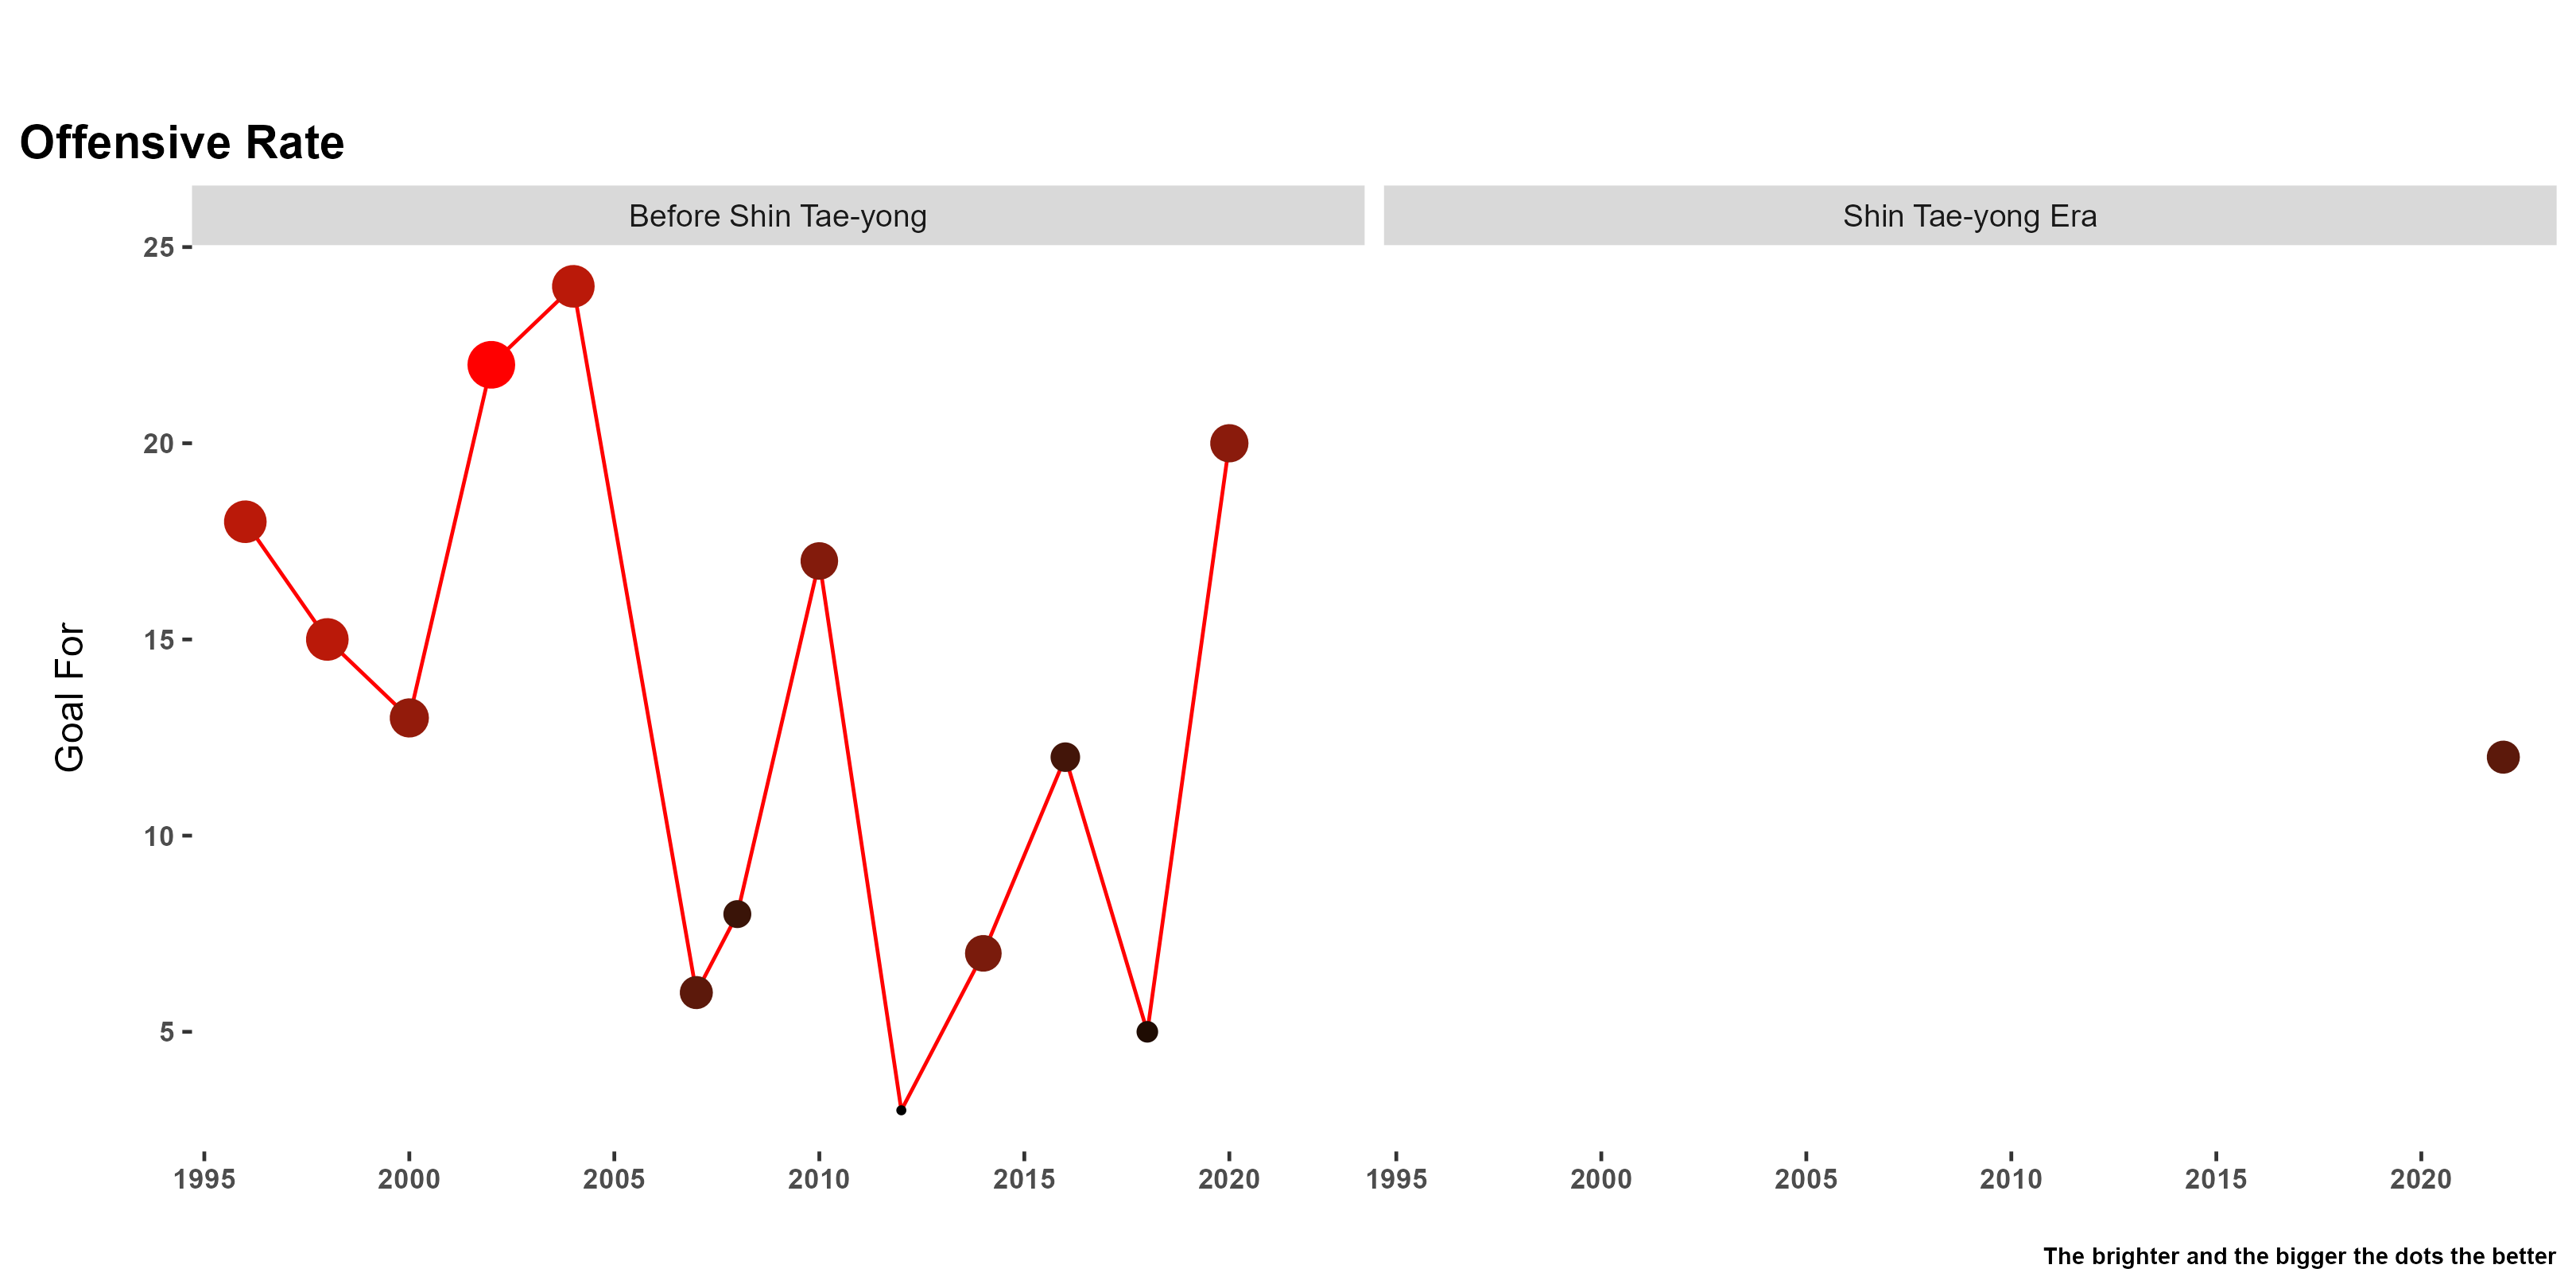 Offensive Rate
Before Shin Tae-yong
Shin Tae-yong Era
Goal For
25
20
15
10
5
1995 2000 2005 2010 2015 2020 1995 2000 2005 2010 2015 2020
The brighter and the bigger the dots the better